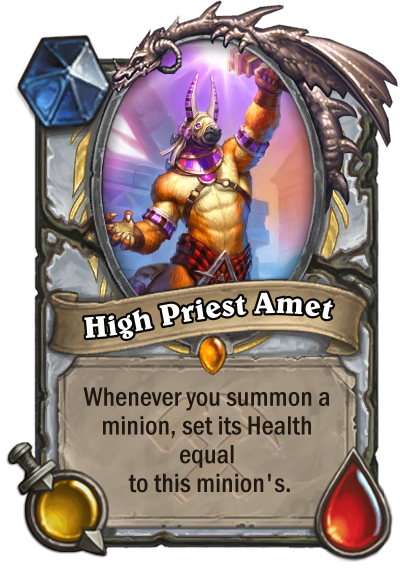 High Priest Amet
Whenever you summon a
minion, set its Health
equal
to this minion's.